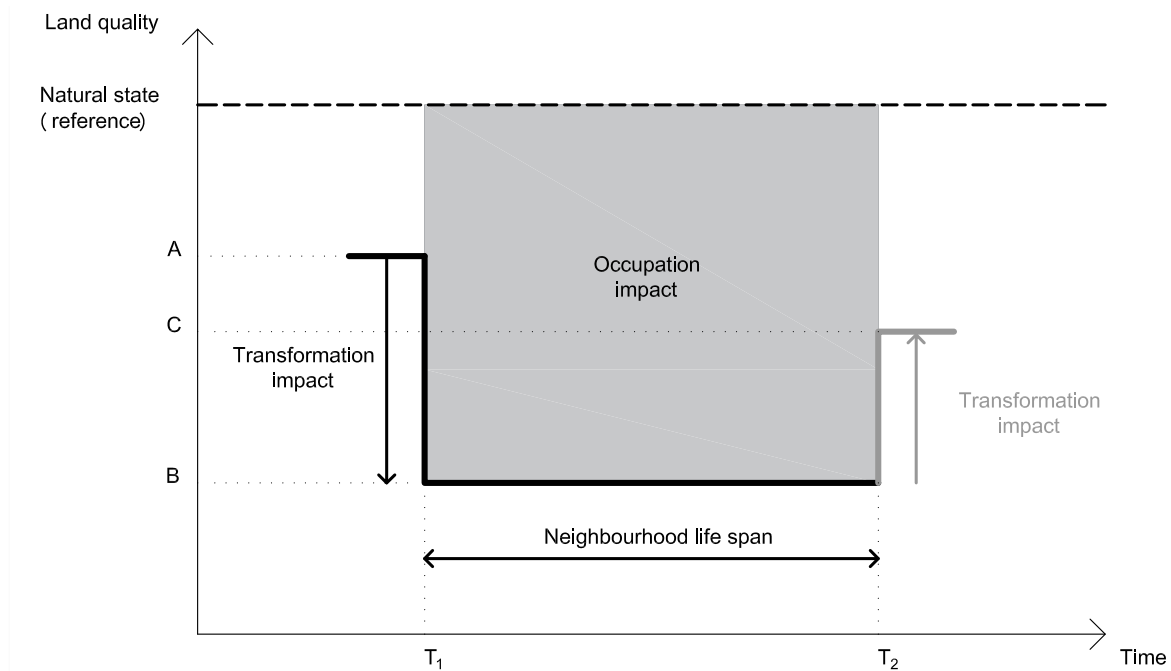 Land quality
Natural state
( reference)
A
Occupation
impact
C
Transformation
impact
Transformation
impact
B
Neighbourhood life span
T₁
T₂
Time